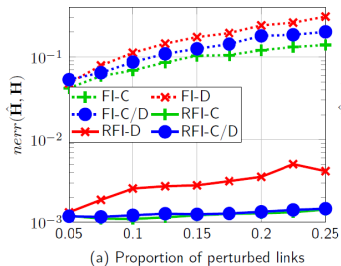 10⁻¹
FI-C FI-D
FI-C/D RFI-C
RFI-D RFI-C/D
10⁻²
10⁻³
nerr(Ĥ, H)
0.05 0.1 0.15 0.2 0.25
(a) Proportion of perturbed links